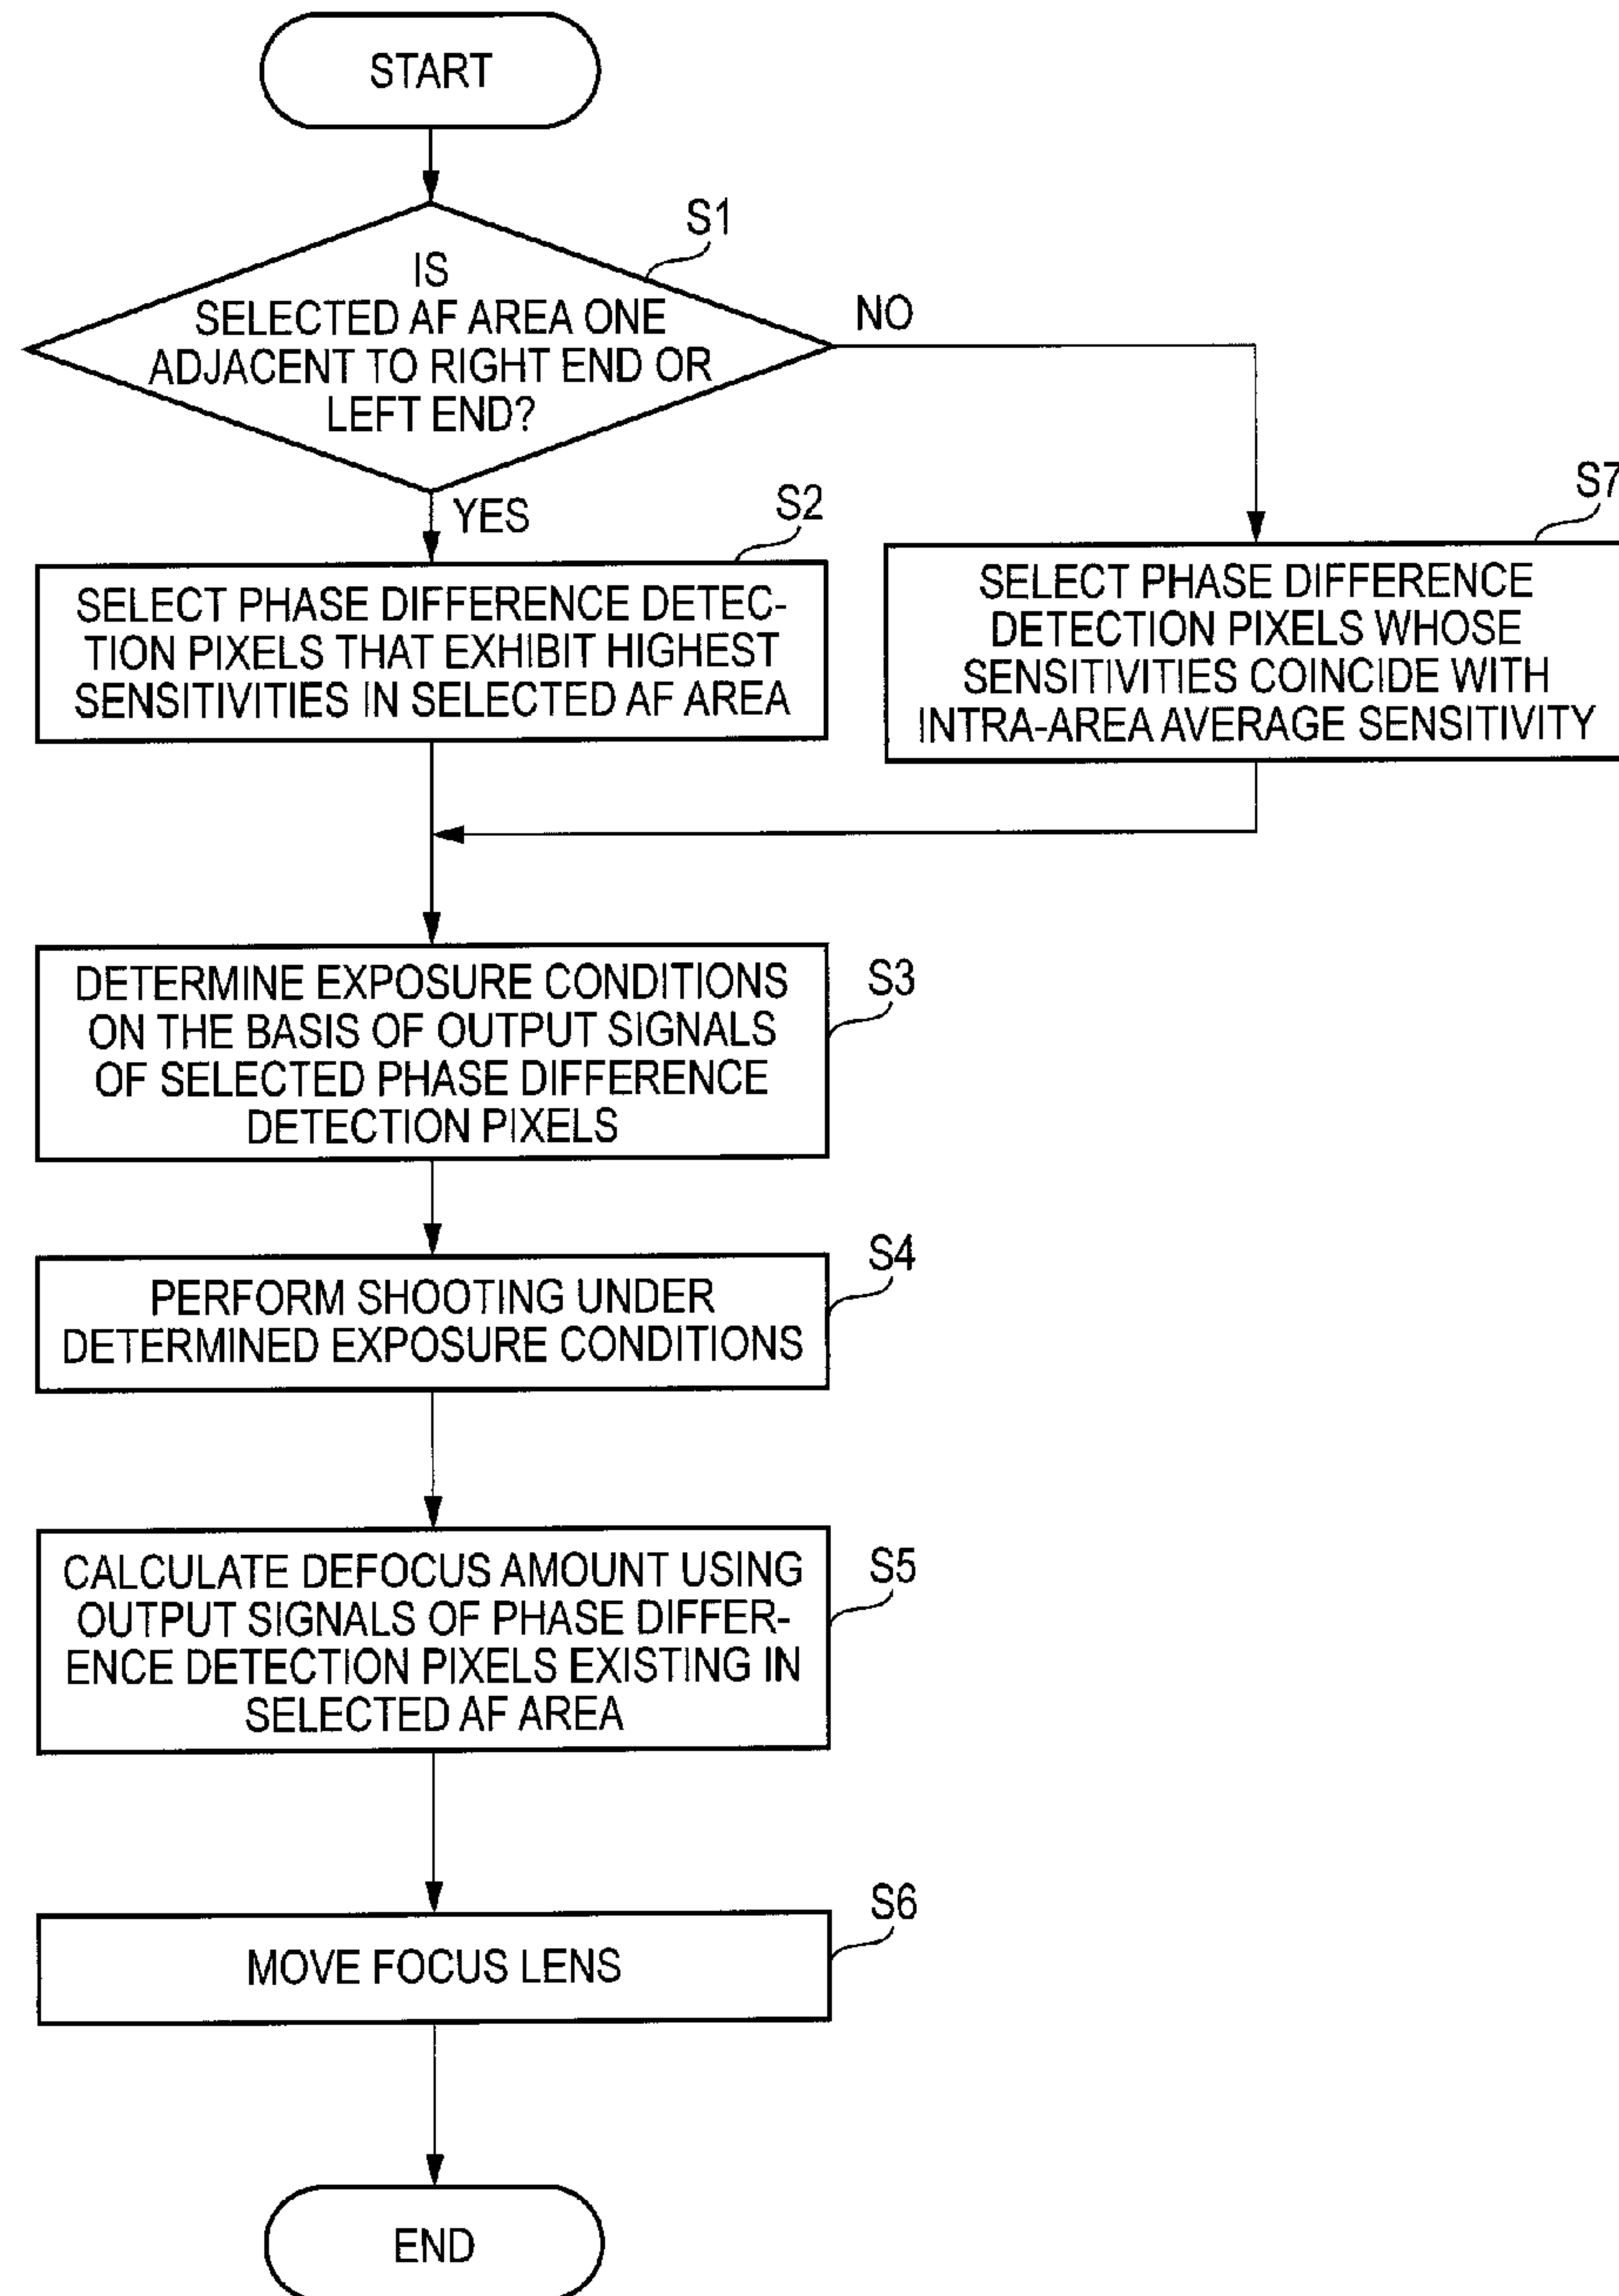 START
S1
IS
SELECTED AF AREA ONE
ADJACENT TO RIGHT END OR
LEFT END?
NO
YES
S2
SELECT PHASE DIFFERENCE DETEC-
TION PIXELS THAT EXHIBIT HIGHEST
SENSITIVITIES IN SELECTED AF AREA
S7
SELECT PHASE DIFFERENCE
DETECTION PIXELS WHOSE
SENSITIVITIES COINCIDE WITH
INTRA-AREA AVERAGE SENSITIVITY
S3
DETERMINE EXPOSURE CONDITIONS
ON THE BASIS OF OUTPUT SIGNALS
OF SELECTED PHASE DIFFERENCE
DETECTION PIXELS
S4
PERFORM SHOOTING UNDER
DETERMINED EXPOSURE CONDITIONS
S5
CALCULATE DEFOCUS AMOUNT USING
OUTPUT SIGNALS OF PHASE DIFFER-
ENCE DETECTION PIXELS EXISTING IN
SELECTED AF AREA
S6
MOVE FOCUS LENS
END